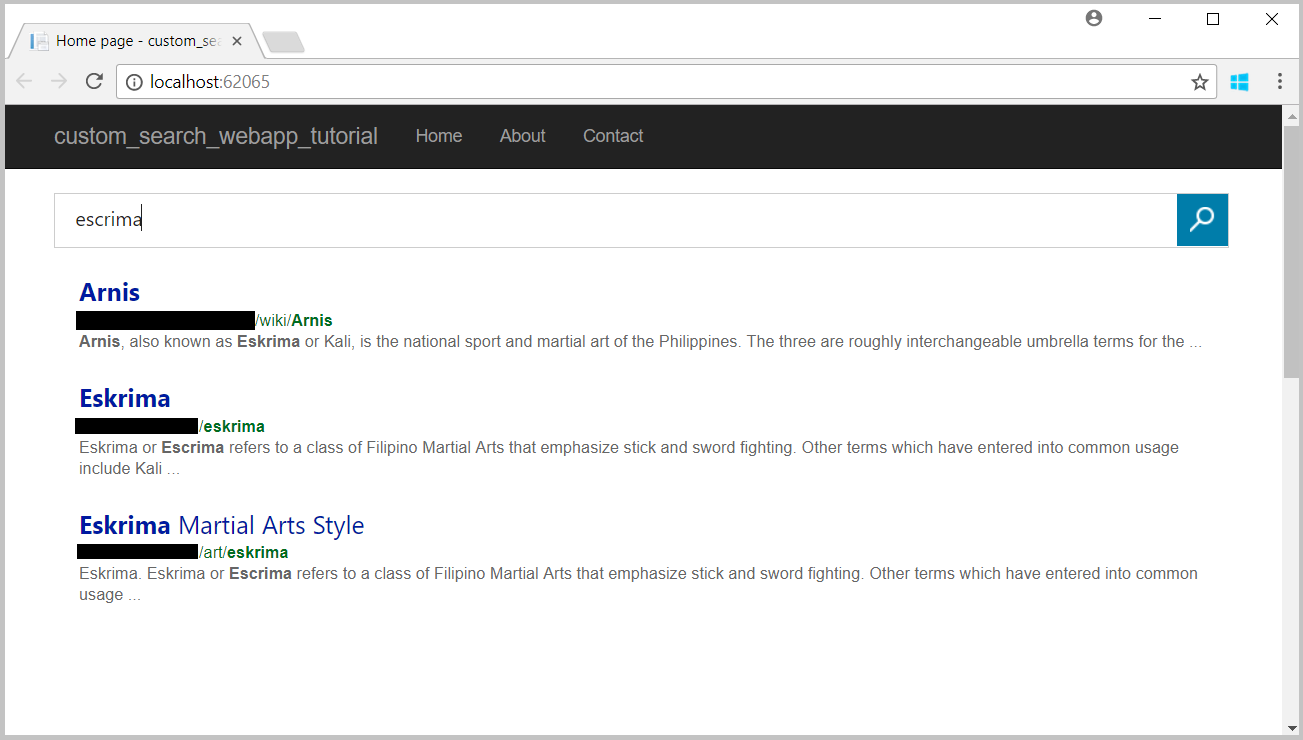 Home page - custom_sea
localhost:62065
custom_search_webapp_tutorial Home About Contact
escrima
Arnis
/wiki/Arnis
Arnis, also known as Eskrima or Kali, is the national sport and martial art of the Philippines. The three are roughly interchangeable umbrella terms for the ...
Eskrima
/eskrima
Eskrima or Escrima refers to a class of Filipino Martial Arts that emphasize stick and sword fighting. Other terms which have entered into common usage
include Kali ...
Eskrima Martial Arts Style
/art/eskrima
Eskrima. Eskrima or Escrima refers to a class of Filipino Martial Arts that emphasize stick and sword fighting. Other terms which have entered into common
usage ...